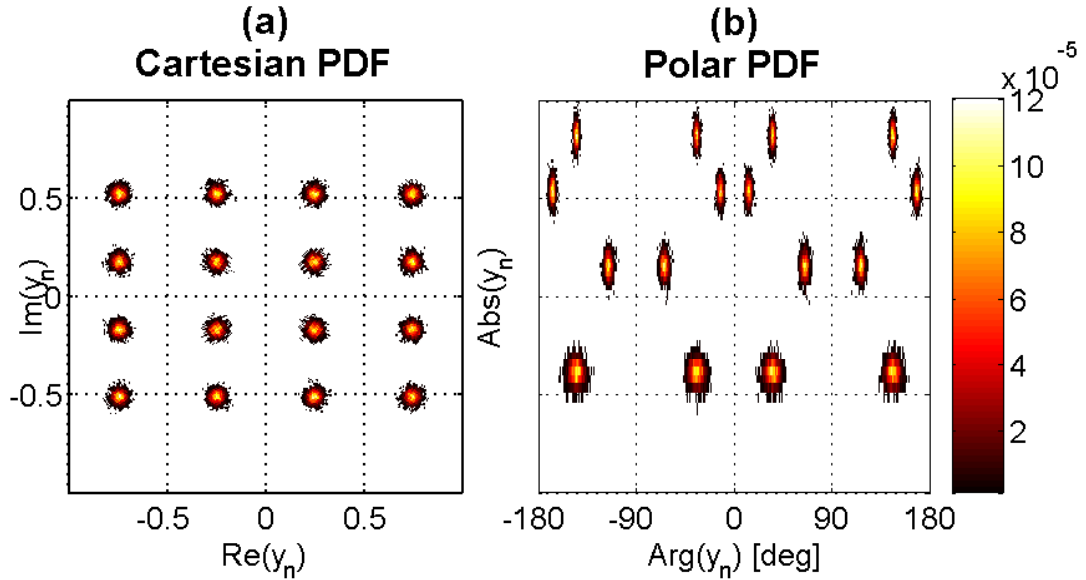 (a)
Cartesian PDF
Im(yₙ)
0.5
0
-0.5
-0.5
0
0.5
Re(yₙ)
(b)
Polar PDF
Abs(yₙ)
-180
-90
0
90
180
Arg(yₙ) [deg]
x 10⁻⁵
12
10
8
6
4
2